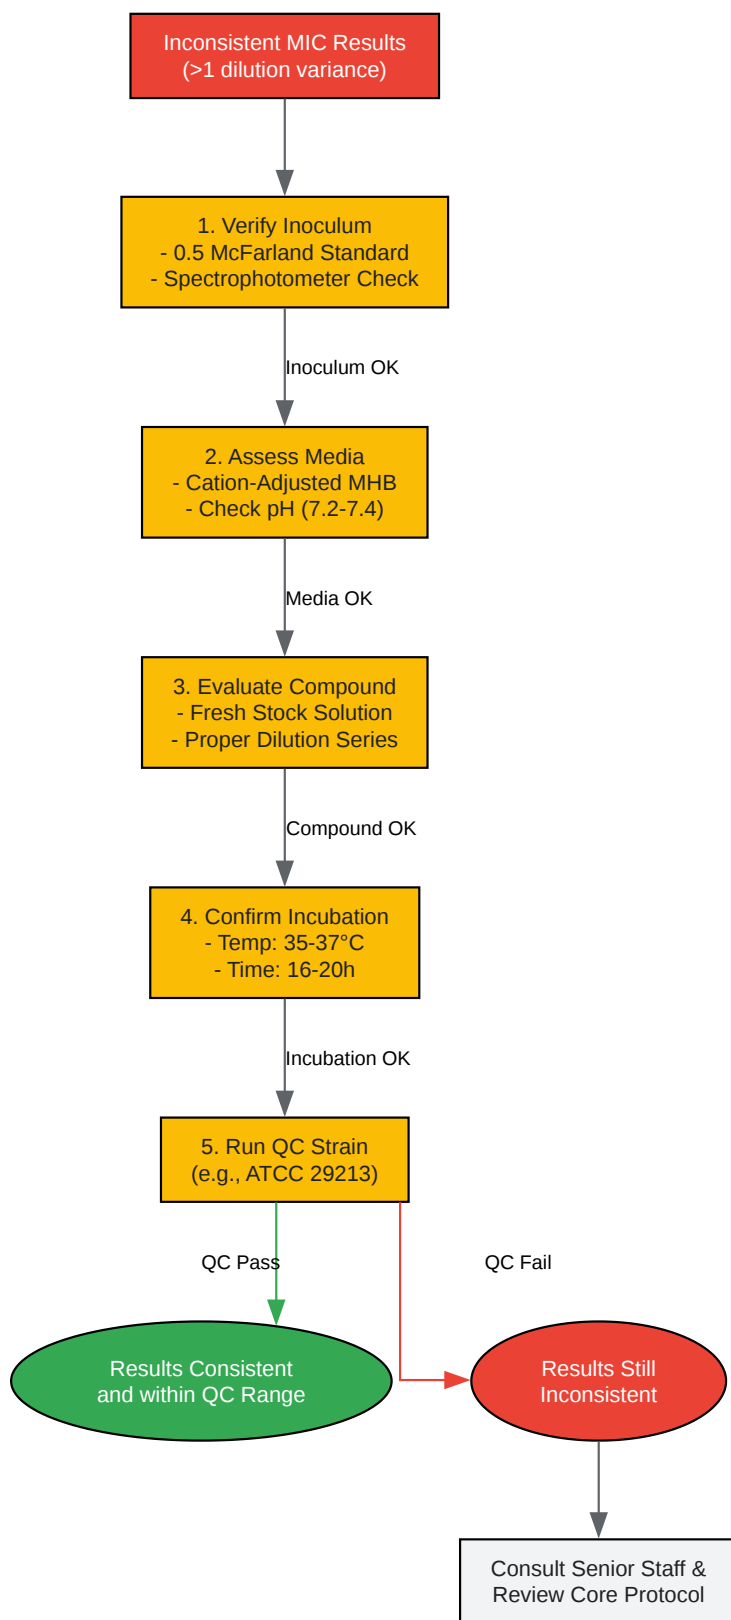 Inconsistent MIC Results
(>1 dilution variance)
1. Verify Inoculum
- 0.5 McFarland Standard
- Spectrophotometer Check
Inoculum OK
2. Assess Media
- Cation-Adjusted MHB
- Check pH (7.2-7.4)
Media OK
3. Evaluate Compound
- Fresh Stock Solution
- Proper Dilution Series
Compound OK
4. Confirm Incubation
- Temp: 35-37°C
- Time: 16-20h
Incubation OK
5. Run QC Strain
(e.g., ATCC 29213)
QC Pass
QC Fail
Results Consistent
and within QC Range
Results Still
Inconsistent
Consult Senior Staff &
Review Core Protocol